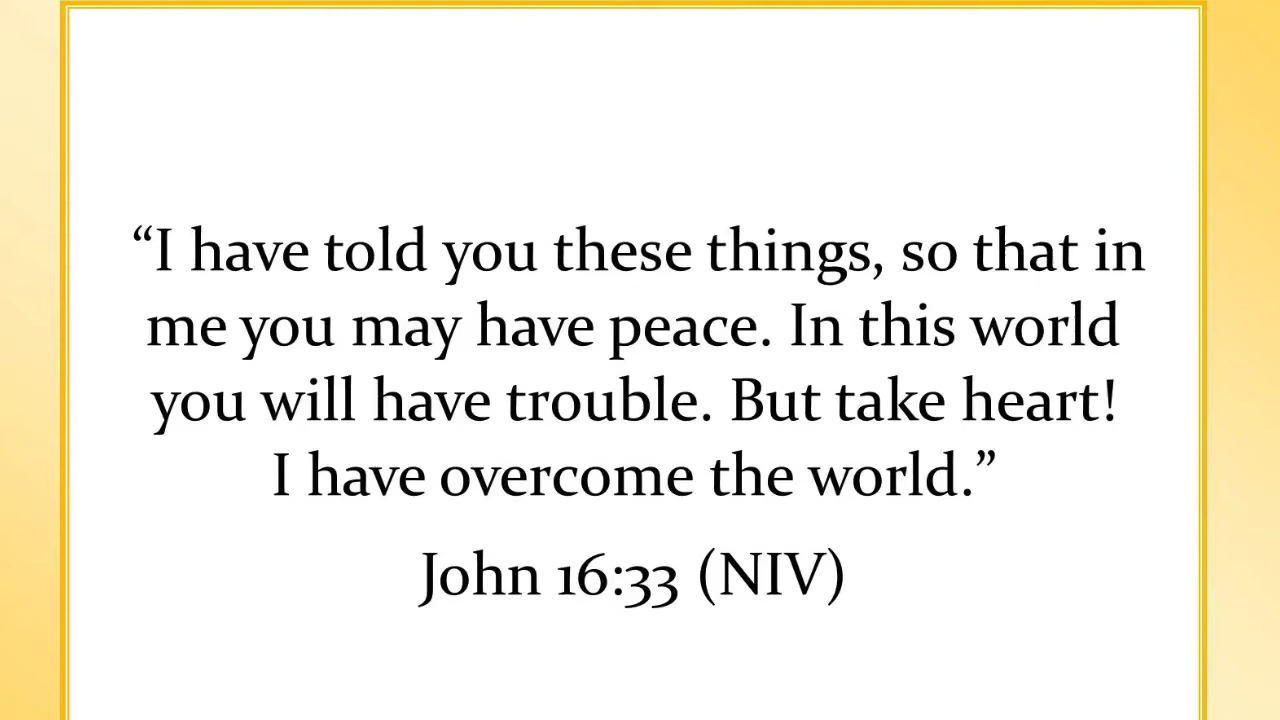 “I have told you these things, so that in
me you may have peace. In this world
you will have trouble. But take heart!
I have overcome the world.”
John 16:33 (NIV)